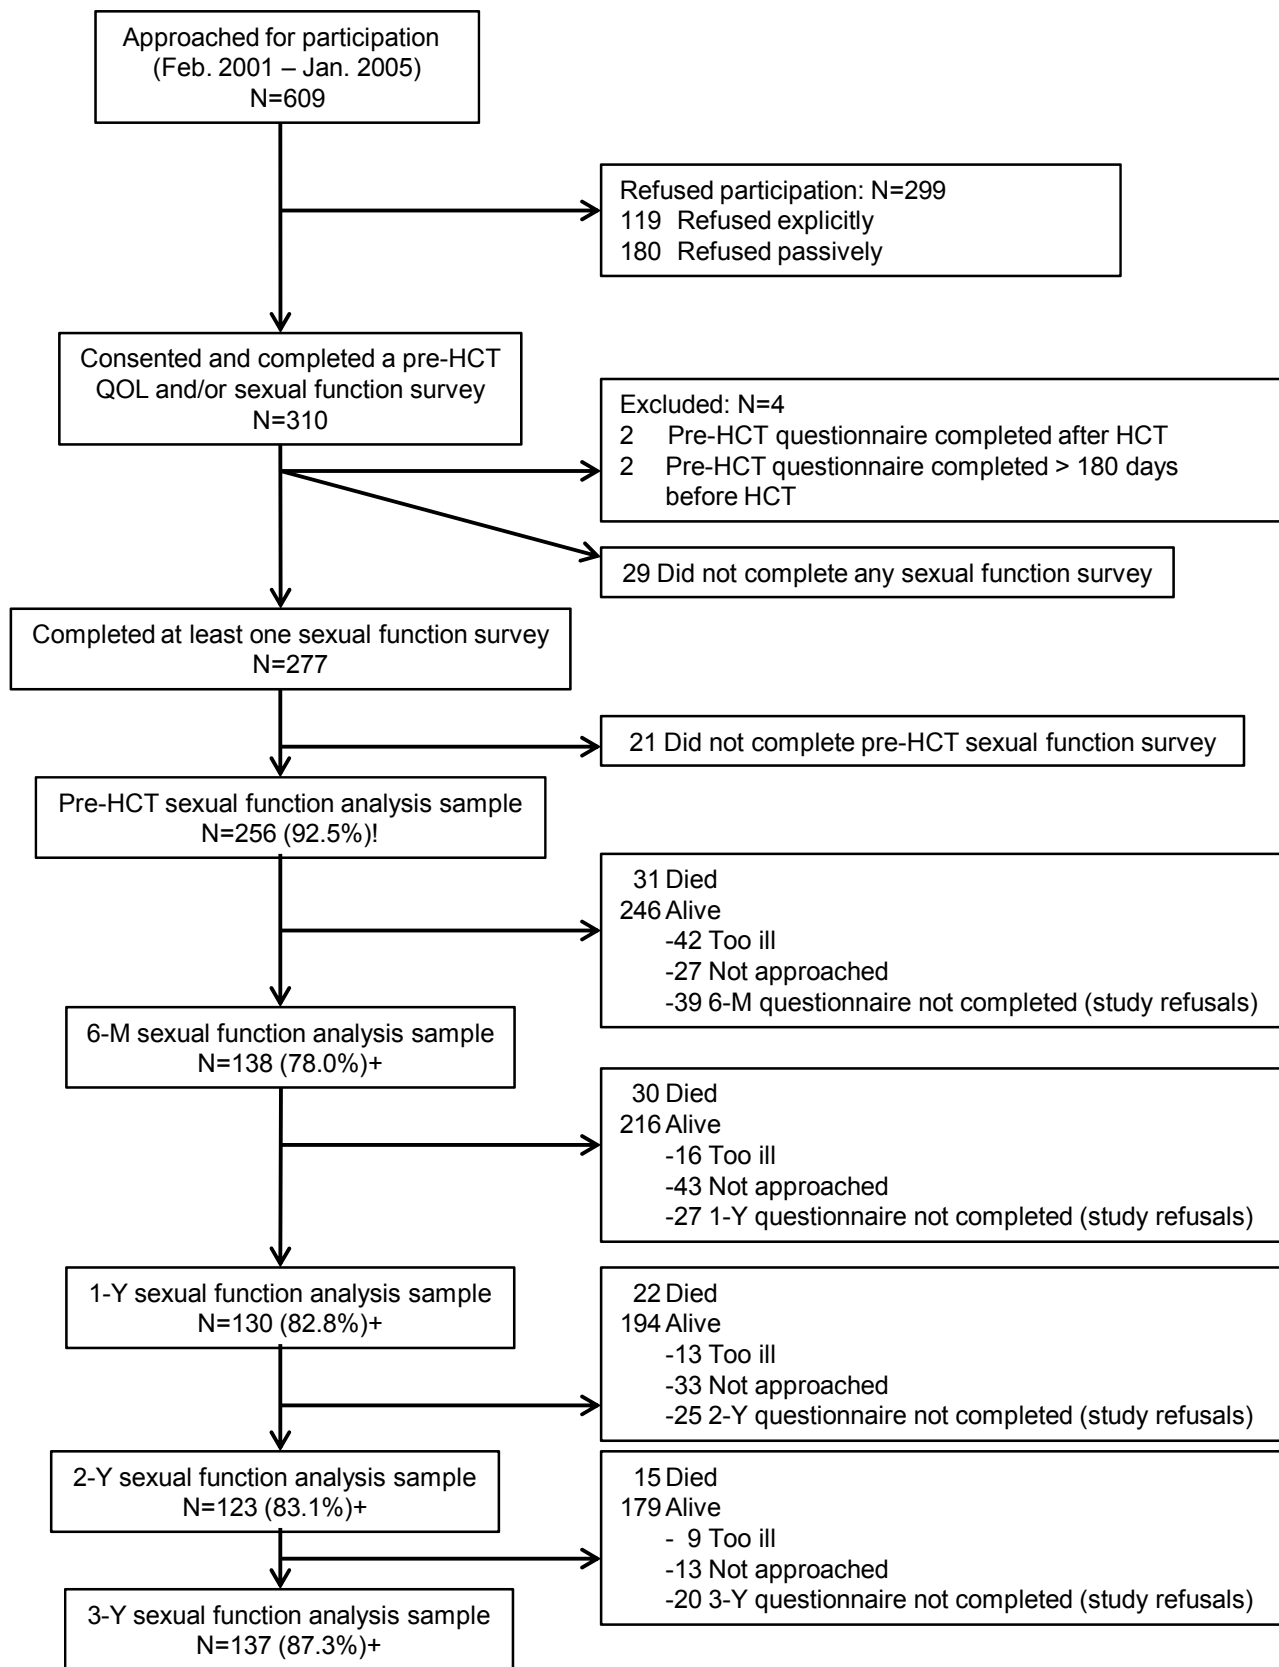 Approached for participation
(Feb. 2001 – Jan. 2005)
N=609
Refused participation: N=299
119 Refused explicitly
180 Refused passively
Consented and completed a pre-HCT
QOL and/or sexual function survey
N=310
Excluded: N=4
2 Pre-HCT questionnaire completed after HCT
2 Pre-HCT questionnaire completed > 180 days
before HCT
29 Did not complete any sexual function survey
Completed at least one sexual function survey
N=277
21 Did not complete pre-HCT sexual function survey
Pre-HCT sexual function analysis sample
N=256 (92.5%)!
31 Died
246 Alive
-42 Too ill
-27 Not approached
-39 6-M questionnaire not completed (study refusals)
6-M sexual function analysis sample
N=138 (78.0%)+
30 Died
216 Alive
-16 Too ill
-43 Not approached
-27 1-Y questionnaire not completed (study refusals)
1-Y sexual function analysis sample
N=130 (82.8%)+
22 Died
194 Alive
-13 Too ill
-33 Not approached
-25 2-Y questionnaire not completed (study refusals)
2-Y sexual function analysis sample
N=123 (83.1%)+
15 Died
179 Alive
- 9 Too ill
-13 Not approached
-20 3-Y questionnaire not completed (study refusals)
3-Y sexual function analysis sample
N=137 (87.3%)+